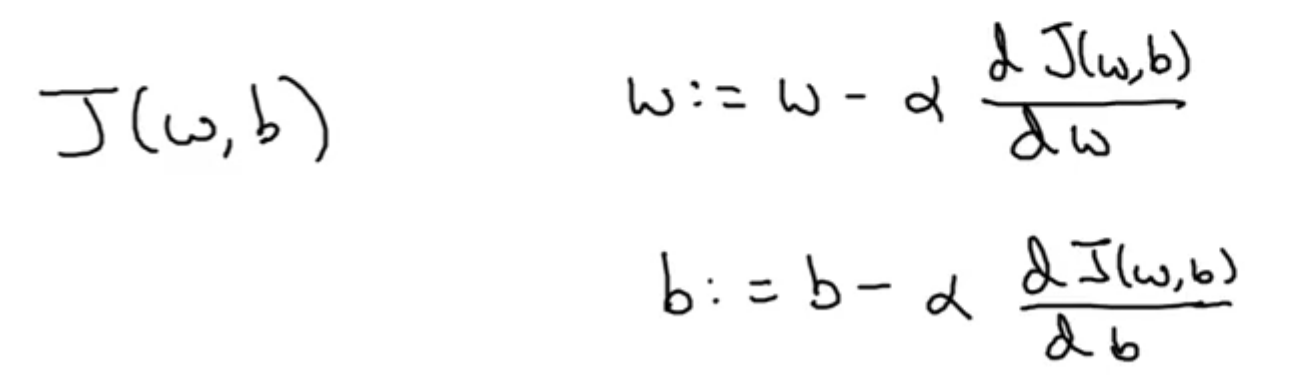 J(w,b)
w := w - α dJ(w,b)/dw
b := b - α dJ(w,b)/db